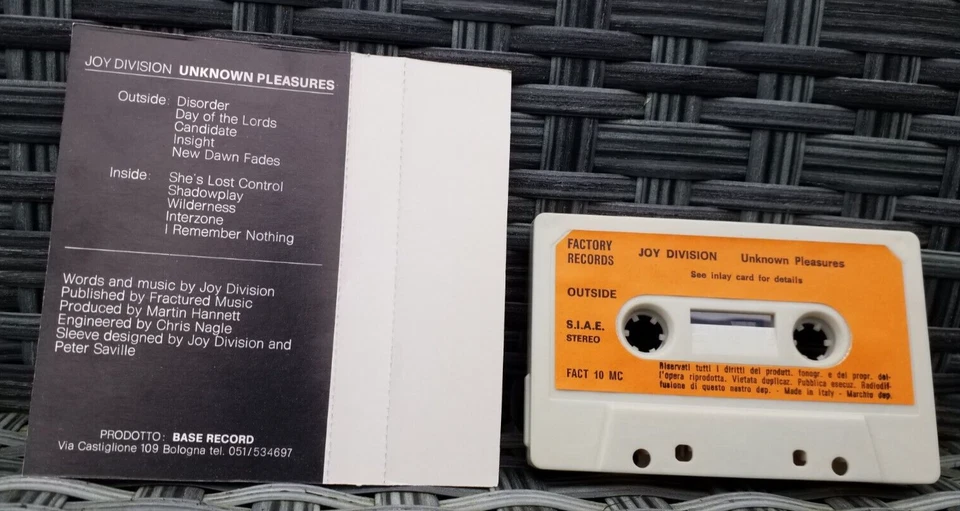 JOY DIVISION UNKNOWN PLEASURES
Outside: Disorder
Day of the Lords
Candidate
Insight
New Dawn Fades
Inside: She's Lost Control
Shadowplay
Wilderness
Interzone
I Remember Nothing
Words and music by Joy Division
Published by Fractured Music
Produced by Martin Hannett
Engineered by Chris Nagle
Sleeve designed by Joy Division and
Peter Saville
PRODOTTO: BASE RECORD
Via Castiglione 109 Bologna tel. 051/534697
FACTORY
RECORDS
JOY DIVISION Unknown Pleasures
See inlay card for details
OUTSIDE
S.I.A.E.
STEREO
FACT 10 MC
Riservati tutti i diritti dei produtt. fonogr. e dei propr. del-
l'opera riprodotta. Vietata duplicaz. Pubblica esecuz. Radiodif-
fusione di questo nastro dep. - Made in Italy - Marchio dep.